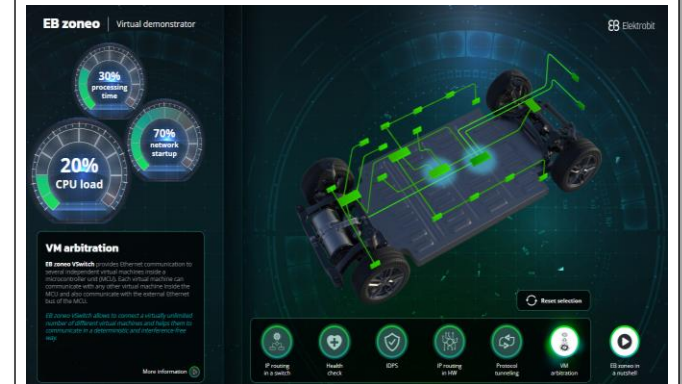 EB zoneo | Virtual demonstrator
Elektrobit
30%
processing
time
70%
network
startup
20%
CPU load
VM arbitration
EB zoneo VSwitch provides Ethernet communication to
several independent virtual machines inside a
microcontroller unit (MCU). Each virtual machine can
communicate with any other virtual machine inside the
MCU and also communicate with the external Ethernet
bus of the MCU.
EB zoneo VSwitch allows to connect a virtually unlimited
number of different virtual machines and helps them to
communicate in a deterministic and interference free
way.
More information
Reset selection
IP routing
in a switch
Health
check
IDPS
IP routing
in HW
Protocol
tunneling
VM
arbitration
EB zoneo in
a nutshell